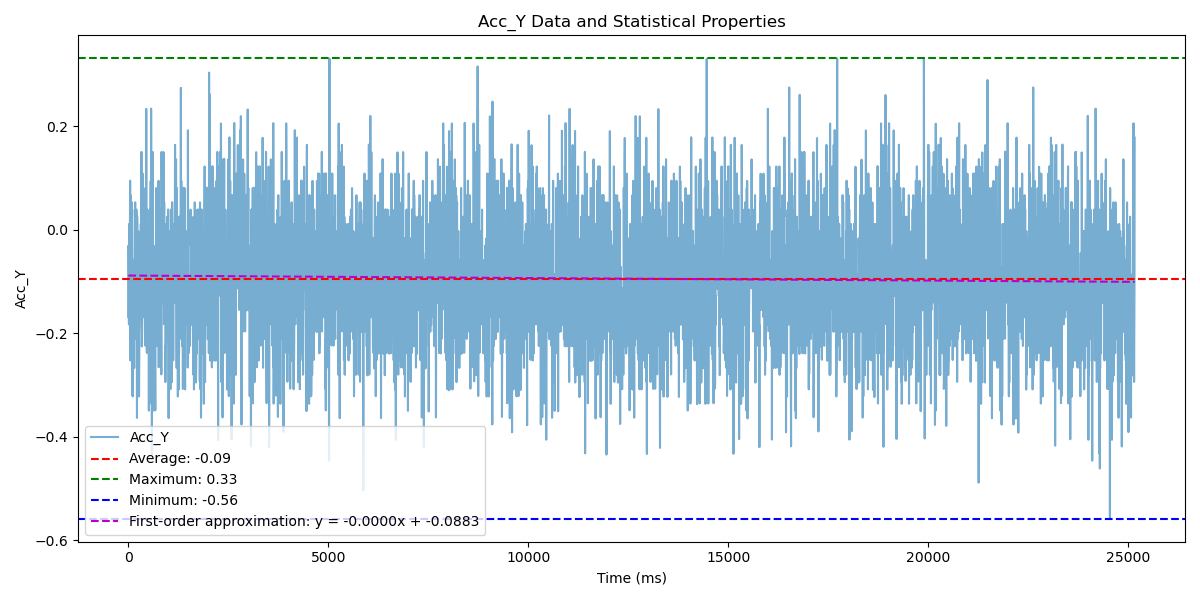 Acc_Y Data and Statistical Properties
Acc_Y
0.2
0.0
−0.2
−0.4
−0.6
Acc_Y
Average: -0.09
Maximum: 0.33
Minimum: -0.56
First-order approximation: y = -0.0000x + -0.0883
0
5000
10000
15000
20000
25000
Time (ms)